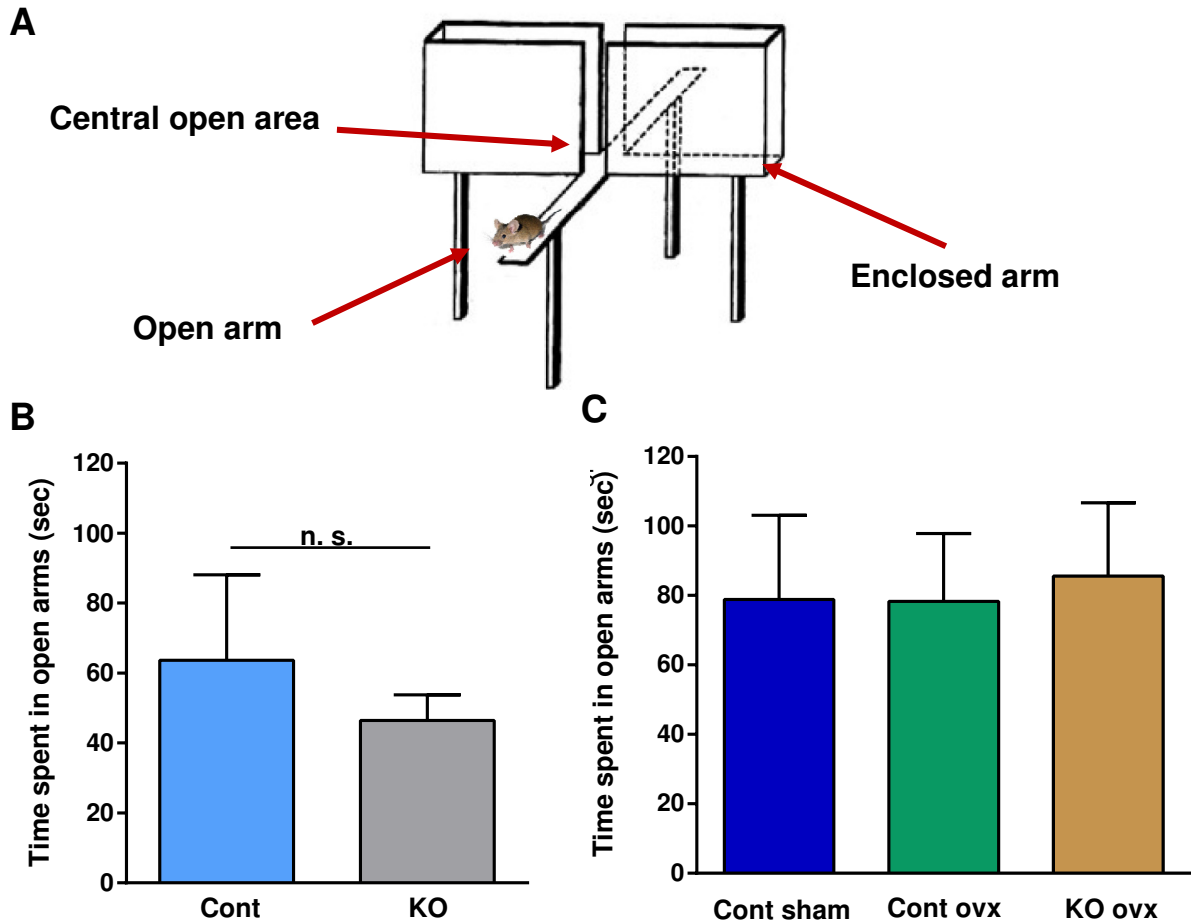 A
Central open area
Enclosed arm
Open arm
B
Time spent in open arms (sec)
120
100
80
60
40
20
0
n. s.
Cont
KO
C
Time spent in open arms (sec)
120
100
80
60
40
20
0
Cont sham
Cont ovx
KO ovx